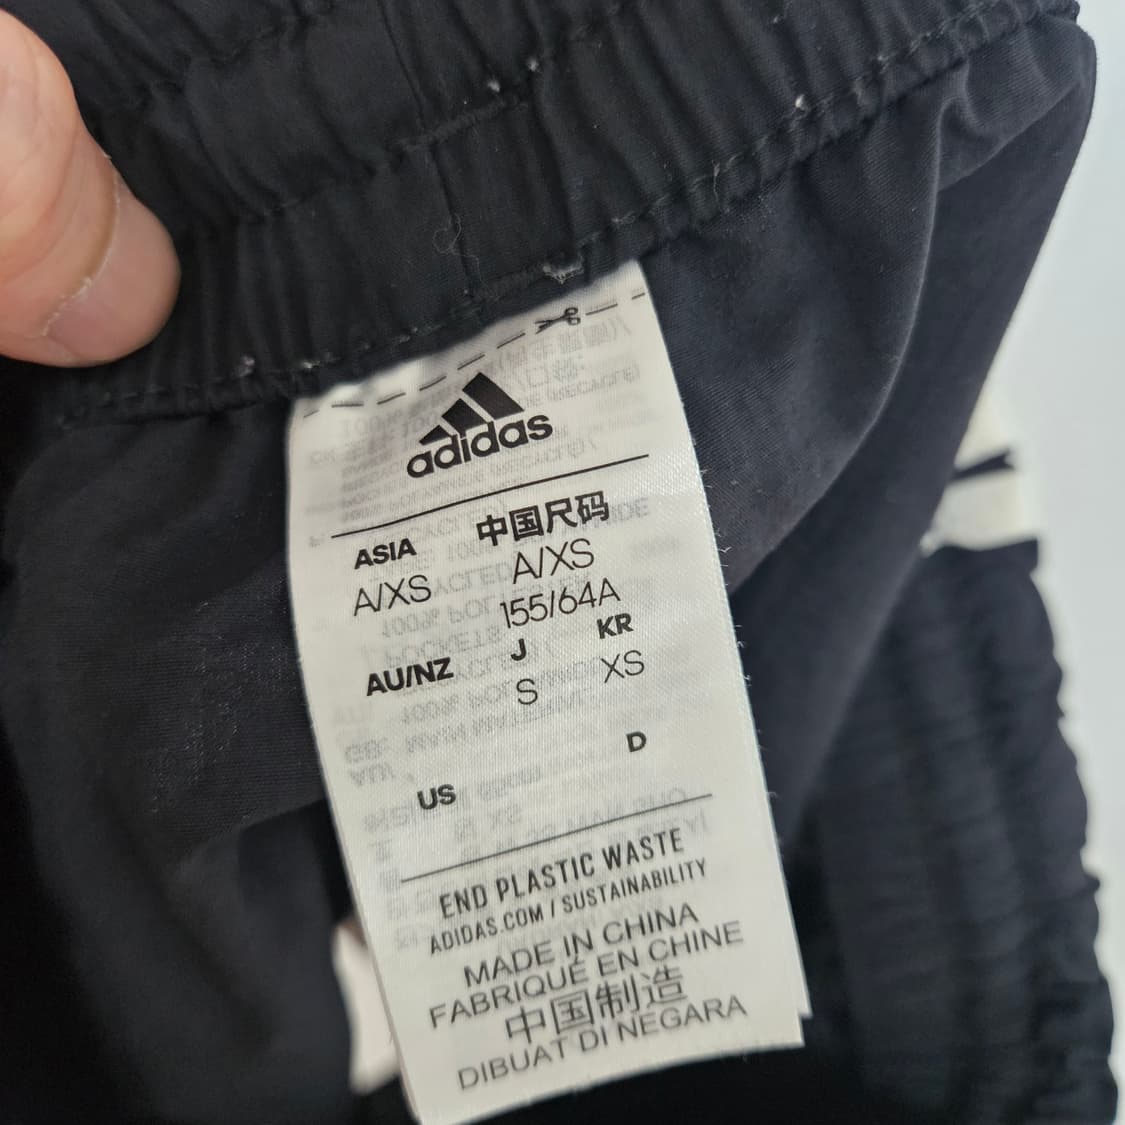 adidas
ASIA 中国尺码
A/XS A/XS
155/64A
AU/NZ J KR
S XS
US D
END PLASTIC WASTE
ADIDAS.COM / SUSTAINABILITY
MADE IN CHINA
FABRIQUÉ EN CHINE
中国制造
DIBUAT DI NEGARA